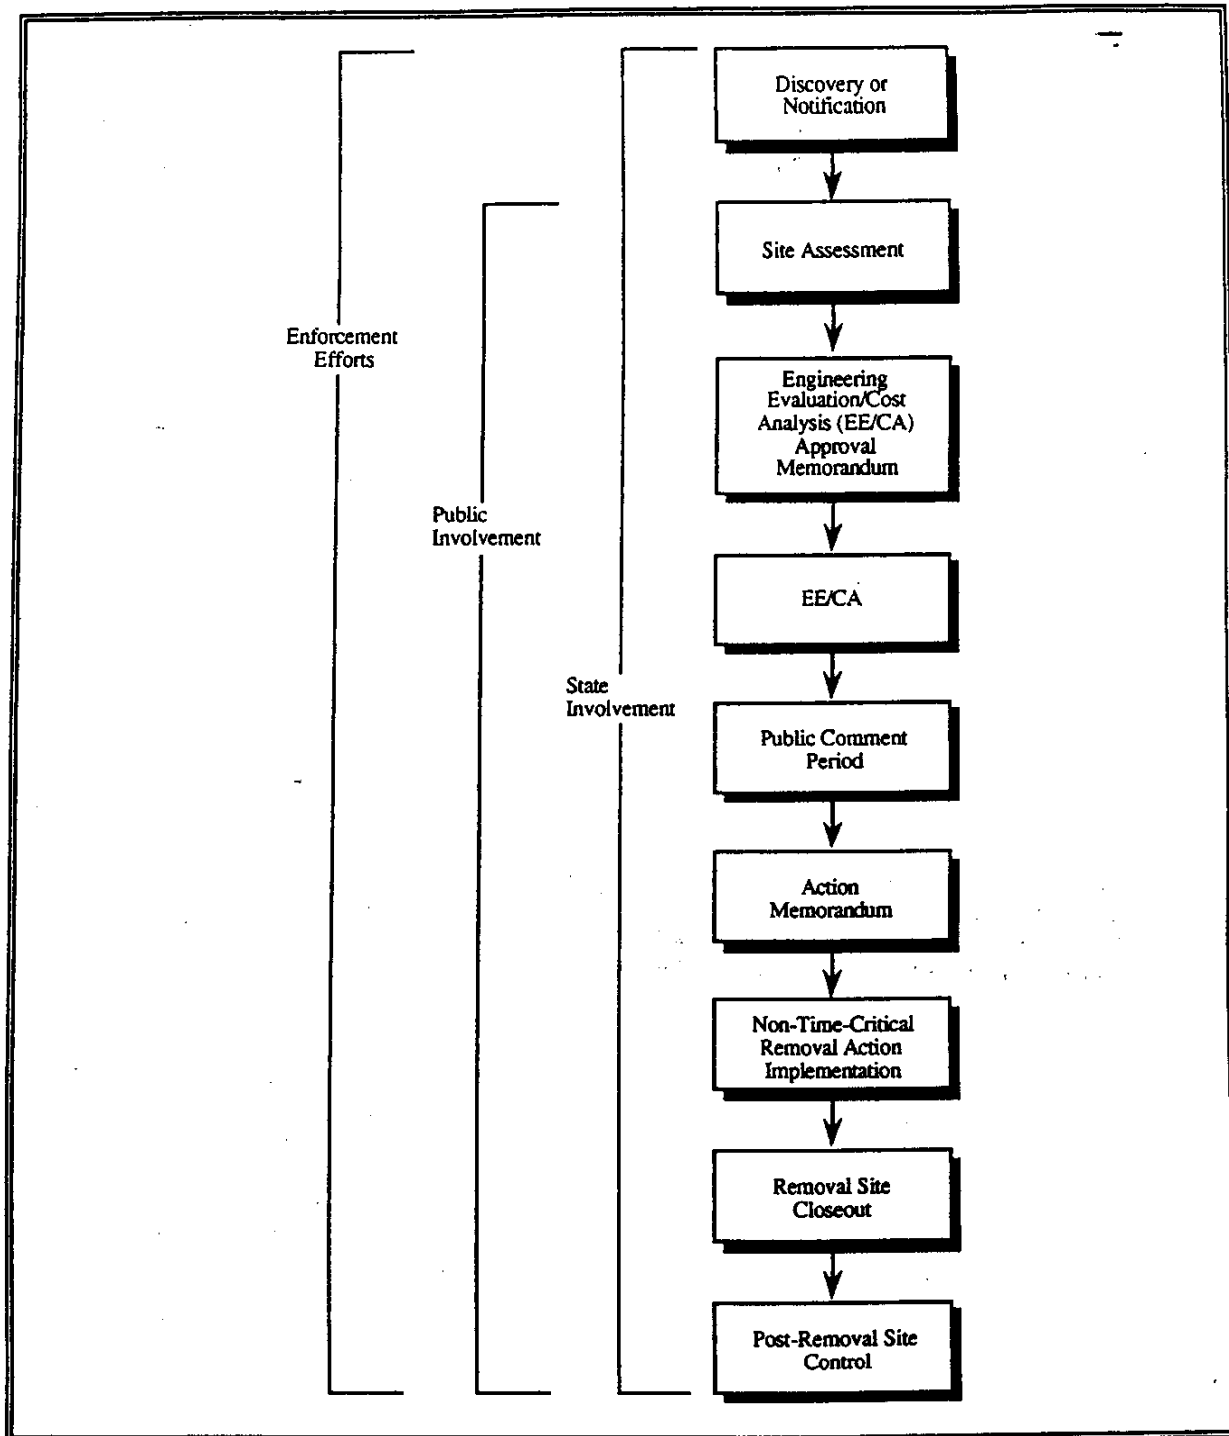 Discovery or
Notification
Site Assessment
Enforcement
Efforts
Engineering
Evaluation/Cost
Analysis (EE/CA)
Approval
Memorandum
Public
Involvement
EE/CA
State
Involvement
Public Comment
Period
Action
Memorandum
Non-Time-Critical
Removal Action
Implementation
Removal Site
Closeout
Post-Removal Site
Control